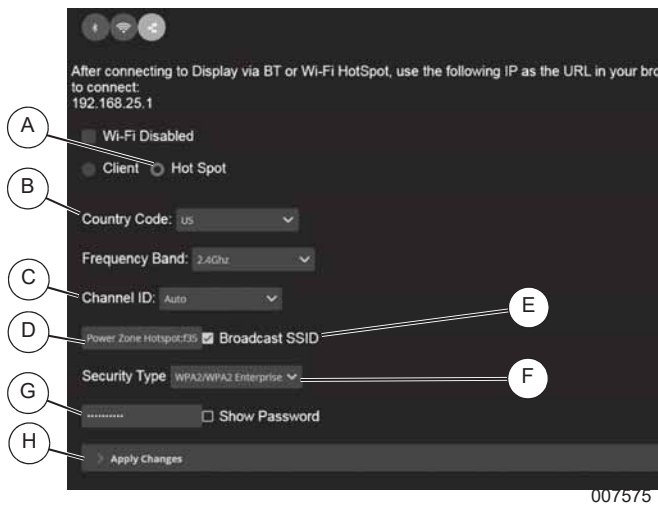 After connecting to Display via BT or Wi-Fi HotSpot, use the following IP as the URL in your bro
to connect:
192.168.25.1
A
Wi-Fi Disabled
Client Hot Spot
B
Country Code: US
Frequency Band: 2.4Ghz
C
Channel ID: Auto
E
D
Power Zone Hotspot:f35 Broadcast SSID
F
Security Type WPA2/WPA2 Enterprise
G
********** Show Password
H
> Apply Changes
007575